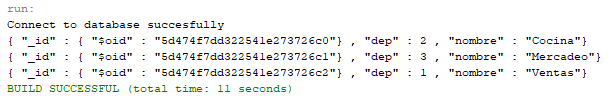 run:
Connect to database succesfully
{ "_id" : { "$oid" : "5d474f7dd322541e273726c0"} , "dep" : 2 , "nombre" : "Cocina"}
{ "_id" : { "$oid" : "5d474f7dd322541e273726c1"} , "dep" : 3 , "nombre" : "Mercadeo"}
{ "_id" : { "$oid" : "5d474f7dd322541e273726c2"} , "dep" : 1 , "nombre" : "Ventas"}
BUILD SUCCESSFUL (total time: 11 seconds)